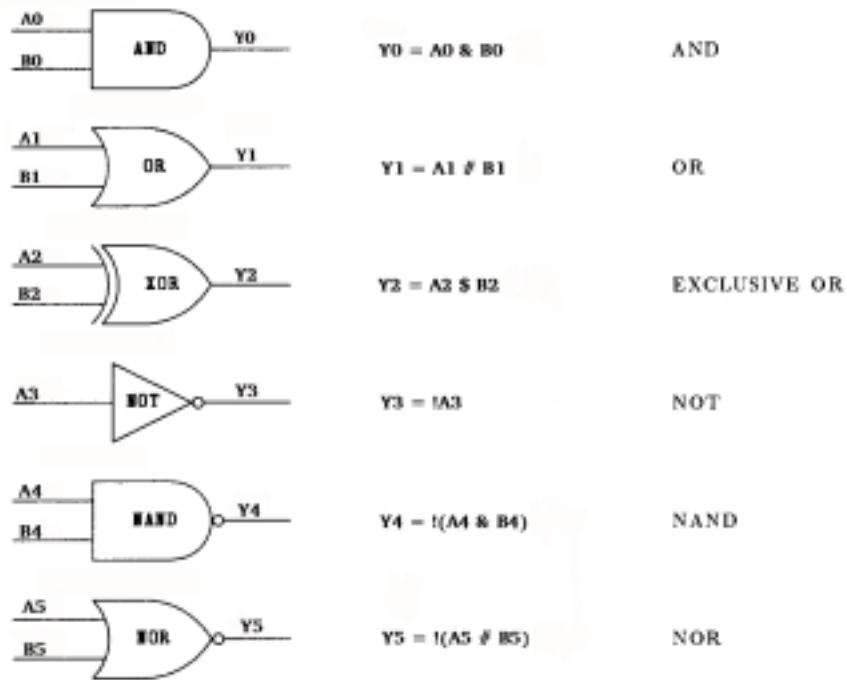 A0
B0
AND
Y0
Y0 = A0 & B0
AND
A1
B1
OR
Y1
Y1 = A1 # B1
OR
A2
B2
XOR
Y2
Y2 = A2 $ B2
EXCLUSIVE OR
A3
NOT
Y3
Y3 = !A3
NOT
A4
B4
NAND
Y4
Y4 = !(A4 & B4)
NAND
A5
B5
NOR
Y5
Y5 = !(A5 # B5)
NOR